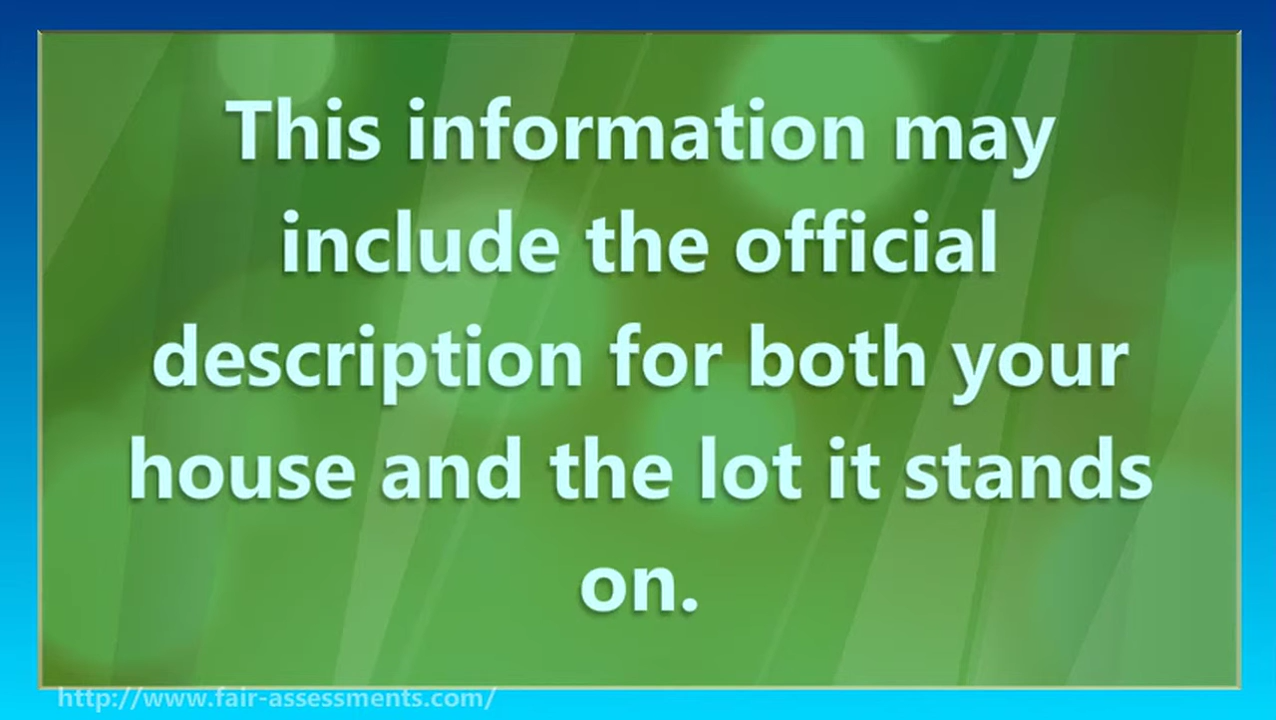 This information may
include the official
description for both your
house and the lot it stands
on.
http://www.fair-assessments.com/